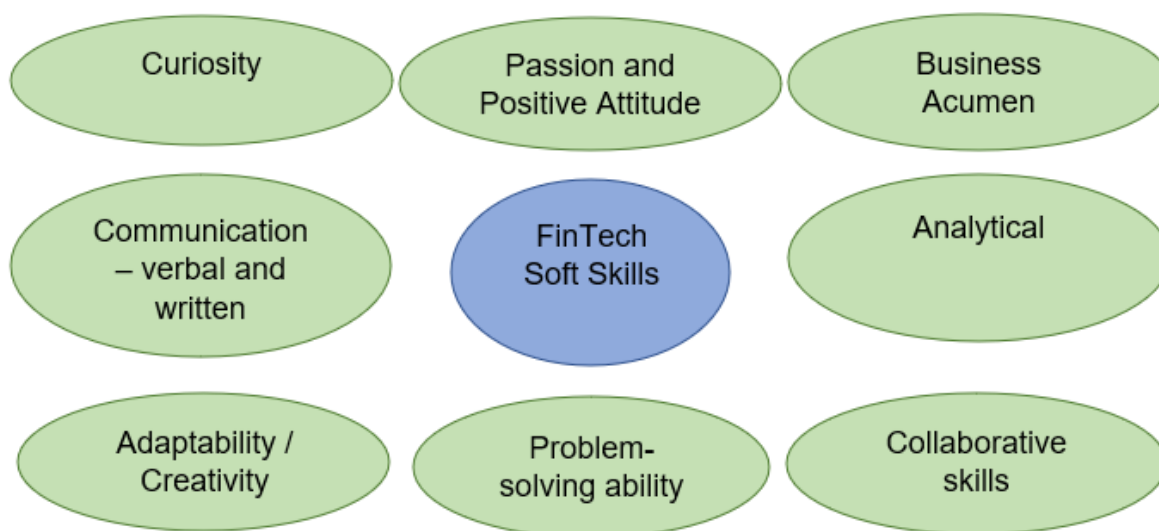 Curiosity
Passion and
Positive Attitude
Business
Acumen
Communication
– verbal and
written
FinTech
Soft Skills
Analytical
Adaptability /
Creativity
Problem-
solving ability
Collaborative
skills